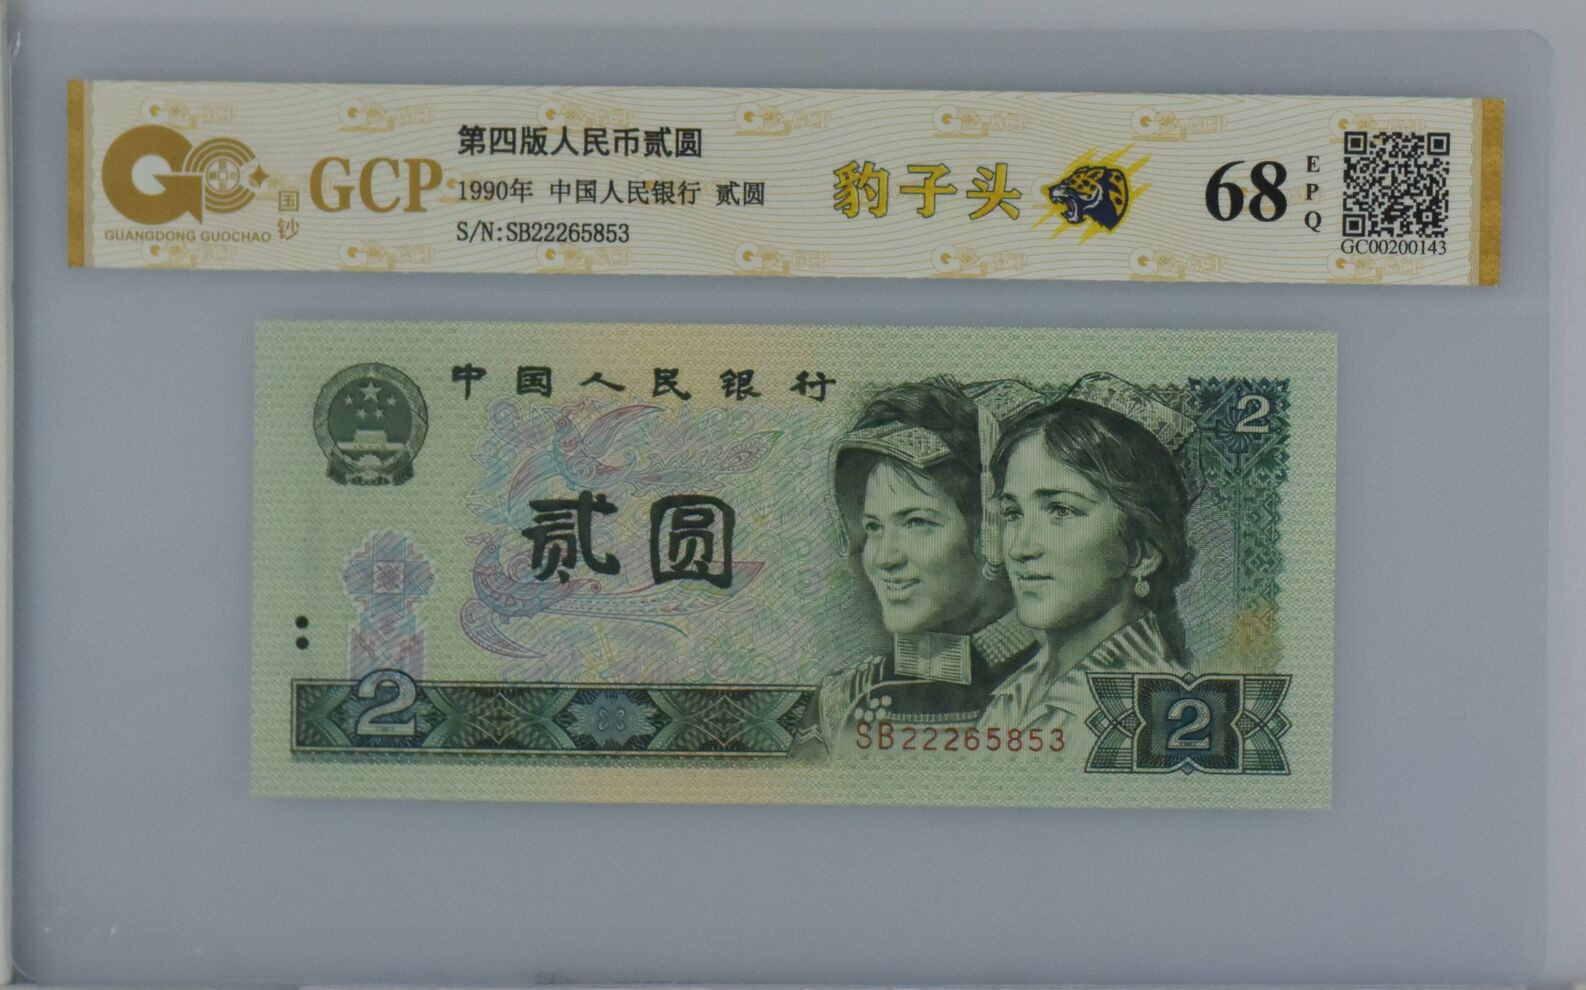 GC
国钞
GUANGDONG GUOCHAO
GCP
第四版人民币贰圆
1990年 中国人民银行 贰圆
S/N:SB22265853
豹子头
68
EPQ
GC00200143
中国人民银行
2
贰圆
2
SB22265853
2